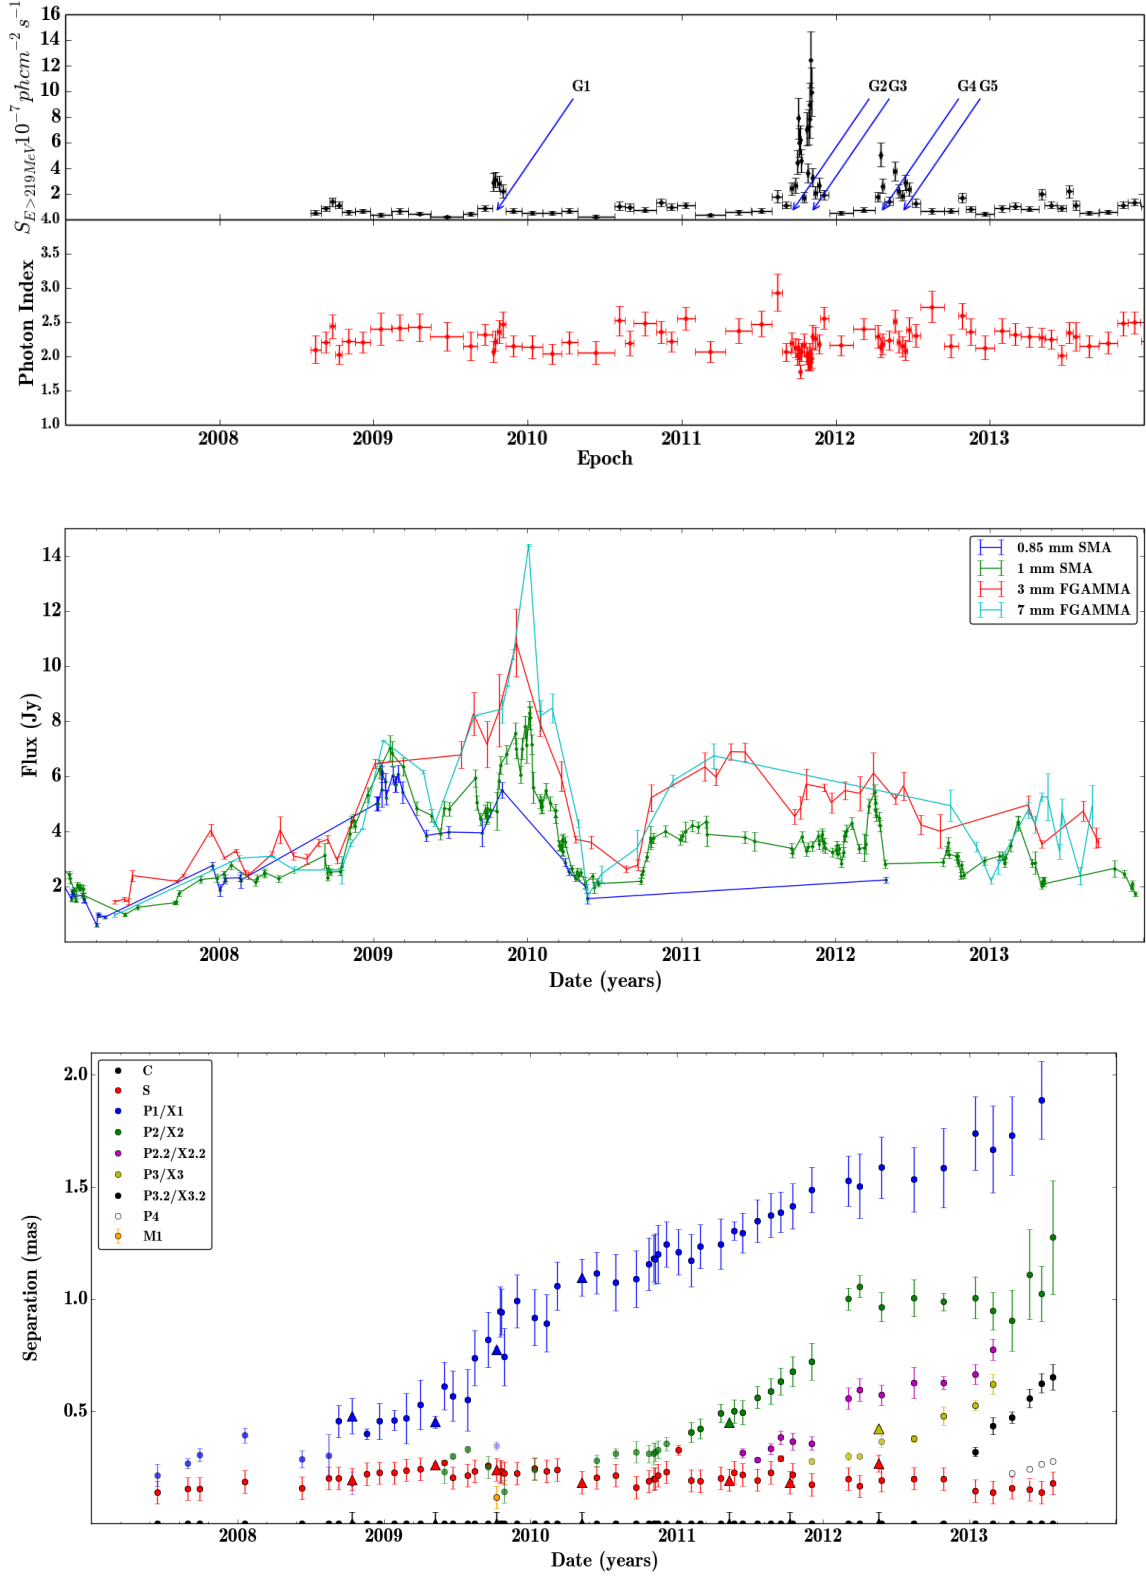 S_{E>219MeV}10^{-7} phcm^{-2} s^{-1}
16
14
12
10
8
6
4
2
G1
G2 G3
G4 G5
Photon Index
4.0
3.5
3.0
2.5
2.0
1.5
1.0
2008 2009 2010 2011 2012 2013
Epoch
Flux (Jy)
14
12
10
8
6
4
2
0.85 mm SMA
1 mm SMA
3 mm FGAMMA
7 mm FGAMMA
2008 2009 2010 2011 2012 2013
Date (years)
Separation (mas)
2.0
1.5
1.0
0.5
C
S
P1/X1
P2/X2
P2.2/X2.2
P3/X3
P3.2/X3.2
P4
M1
2008 2009 2010 2011 2012 2013
Date (years)